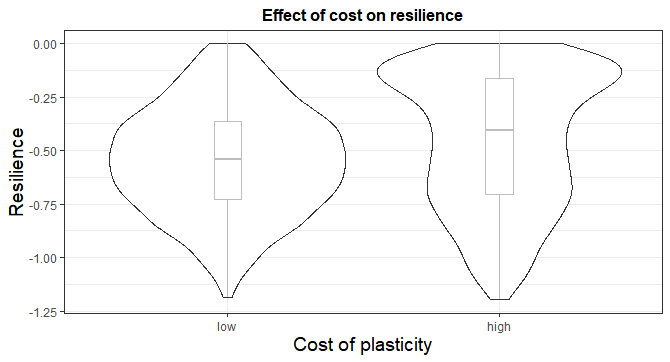 Effect of cost on resilience
0.00
-0.25
-0.50
-0.75
-1.00
-1.25
Resilience
low
high
Cost of plasticity